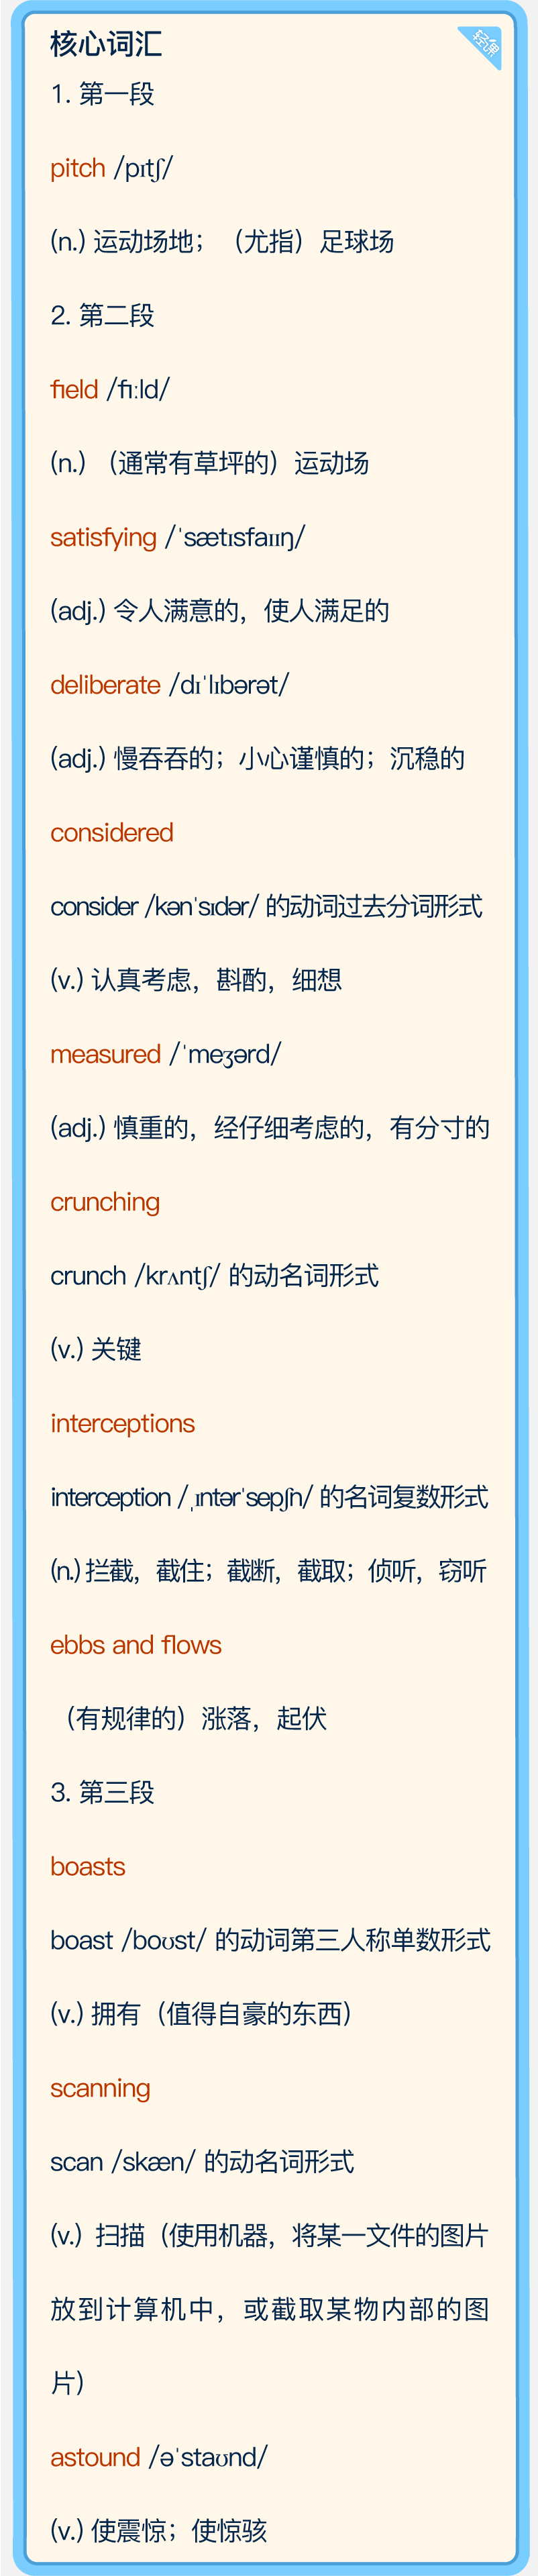 核心词汇
轻课
1. 第一段
pitch /pɪtʃ/
(n.) 运动场地；（尤指）足球场
2. 第二段
field /fiːld/
(n.) （通常有草坪的）运动场
satisfying /ˈsætɪsfaɪɪŋ/
(adj.) 令人满意的，使人满足的
deliberate /dɪˈlɪbərət/
(adj.) 慢吞吞的；小心谨慎的；沉稳的
considered
consider /kənˈsɪdər/ 的动词过去分词形式
(v.) 认真考虑，斟酌，细想
measured /ˈmeʒərd/
(adj.) 慎重的，经仔细考虑的，有分寸的
crunching
crunch /krʌntʃ/ 的动名词形式
(v.) 关键
interceptions
interception /ˌɪntərˈsepʃn/ 的名词复数形式
(n.) 拦截，截住；截断，截取；侦听，窃听
ebbs and flows
（有规律的）涨落，起伏
3. 第三段
boasts
boast /boʊst/ 的动词第三人称单数形式
(v.) 拥有（值得自豪的东西）
scanning
scan /skæn/ 的动名词形式
(v.) 扫描（使用机器，将某一文件的图片
放到计算机中，或截取某物内部的图
片）
astound /əˈstaʊnd/
(v.) 使震惊；使惊骇